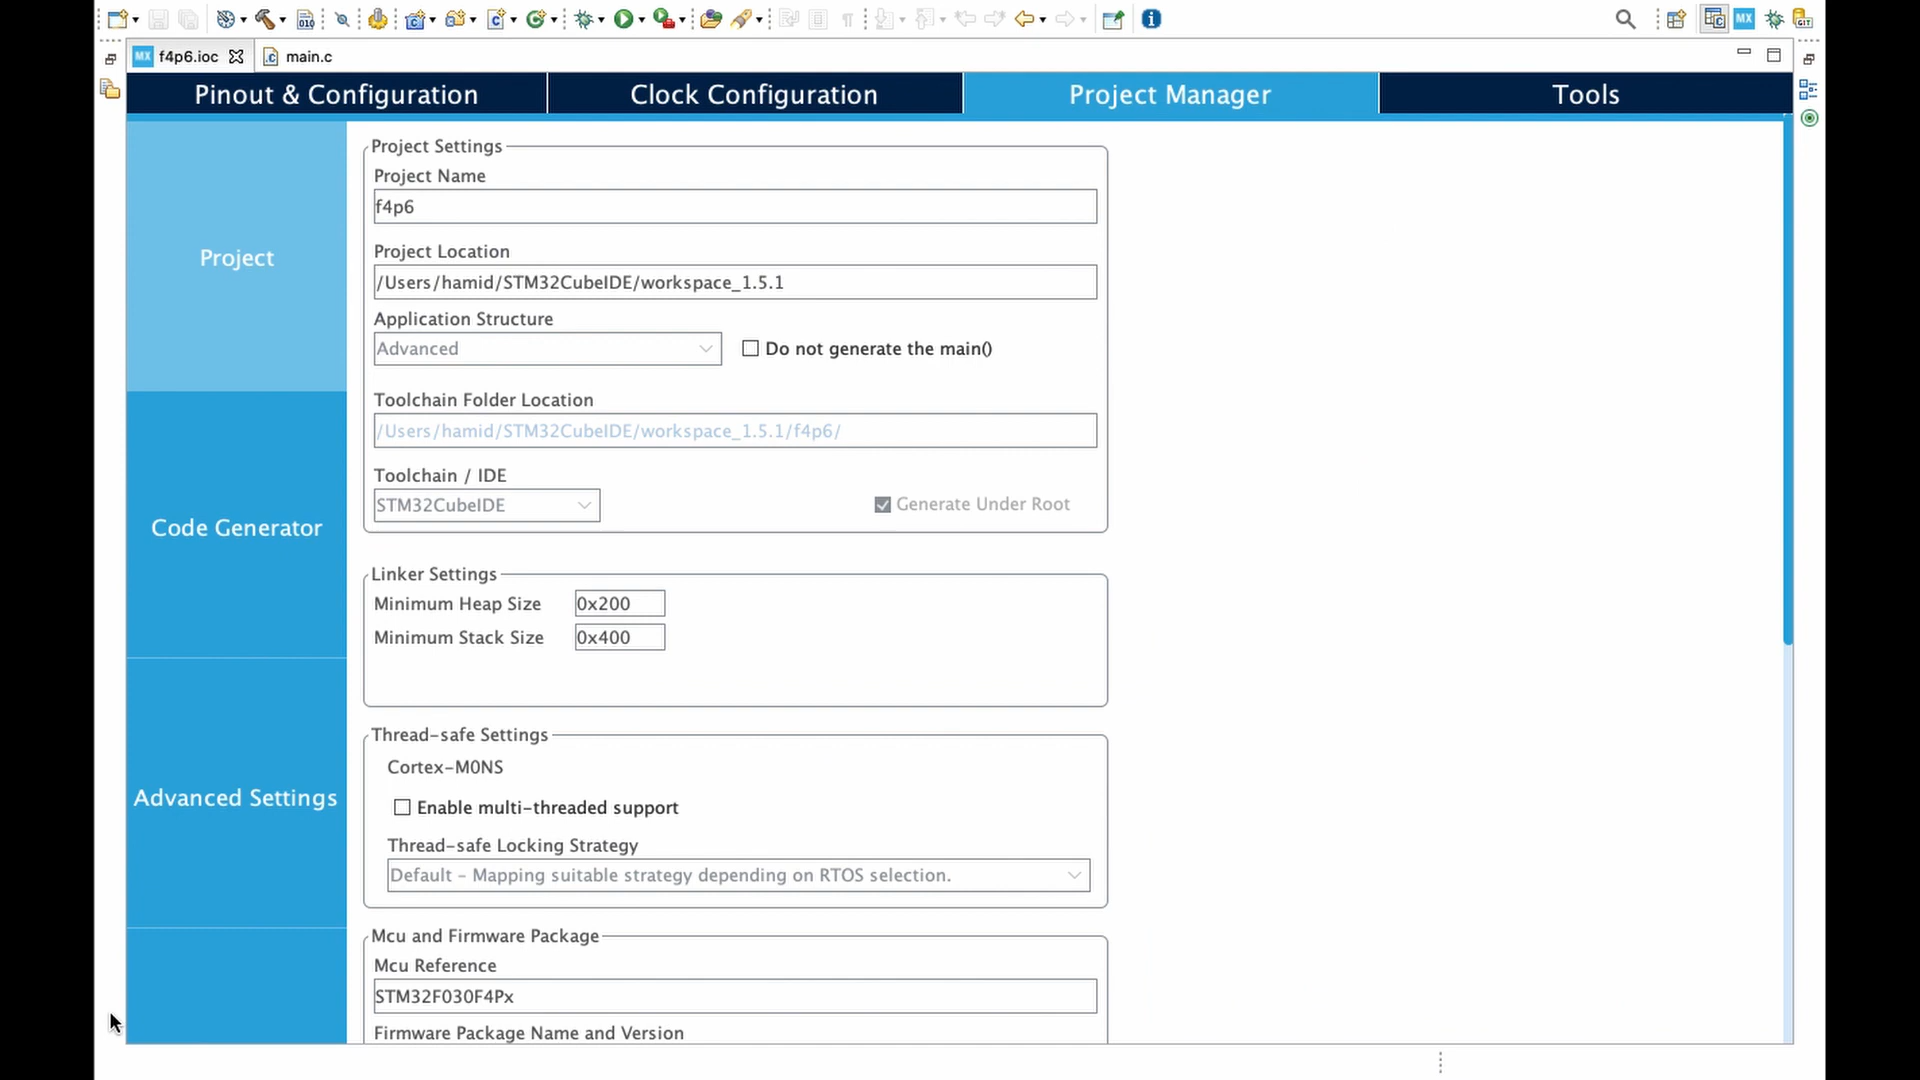 010
MX
GIT
MX f4p6.ioc
main.c
Pinout & Configuration
Clock Configuration
Project Manager
Tools
Project
Code Generator
Advanced Settings
Project Settings
Project Name
f4p6
Project Location
/Users/hamid/STM32CubeIDE/workspace_1.5.1
Application Structure
Advanced
Do not generate the main()
Toolchain Folder Location
/Users/hamid/STM32CubeIDE/workspace_1.5.1/f4p6/
Toolchain / IDE
STM32CubeIDE
Generate Under Root
Linker Settings
Minimum Heap Size 0x200
Minimum Stack Size 0x400
Thread-safe Settings
Cortex-M0NS
Enable multi-threaded support
Thread-safe Locking Strategy
Default - Mapping suitable strategy depending on RTOS selection.
Mcu and Firmware Package
Mcu Reference
STM32F030F4Px
Firmware Package Name and Version